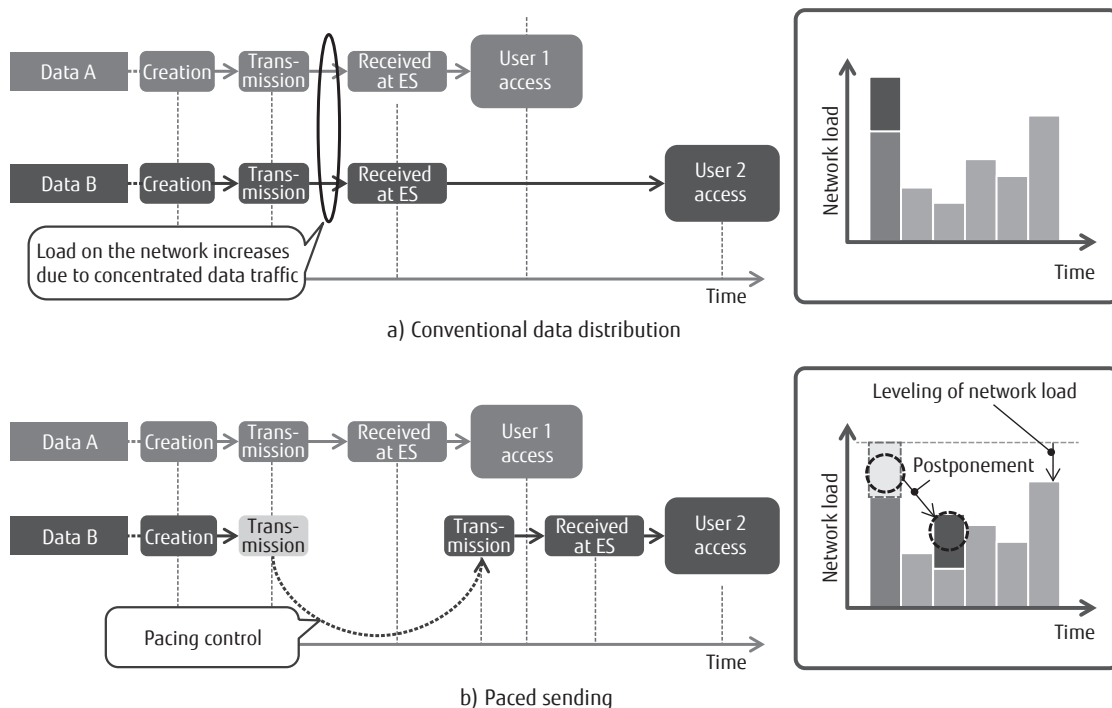 Data A
Creation
Trans-
mission
Received
at ES
User 1
access
Data B
Creation
Trans-
mission
Received
at ES
User 2
access
Load on the network increases
due to concentrated data traffic
Time
Network load
Time
a) Conventional data distribution
Data A
Creation
Trans-
mission
Received
at ES
User 1
access
Data B
Creation
Trans-
mission
Trans-
mission
Received
at ES
User 2
access
Pacing control
Time
Leveling of network load
Postponement
Network load
Time
b) Paced sending